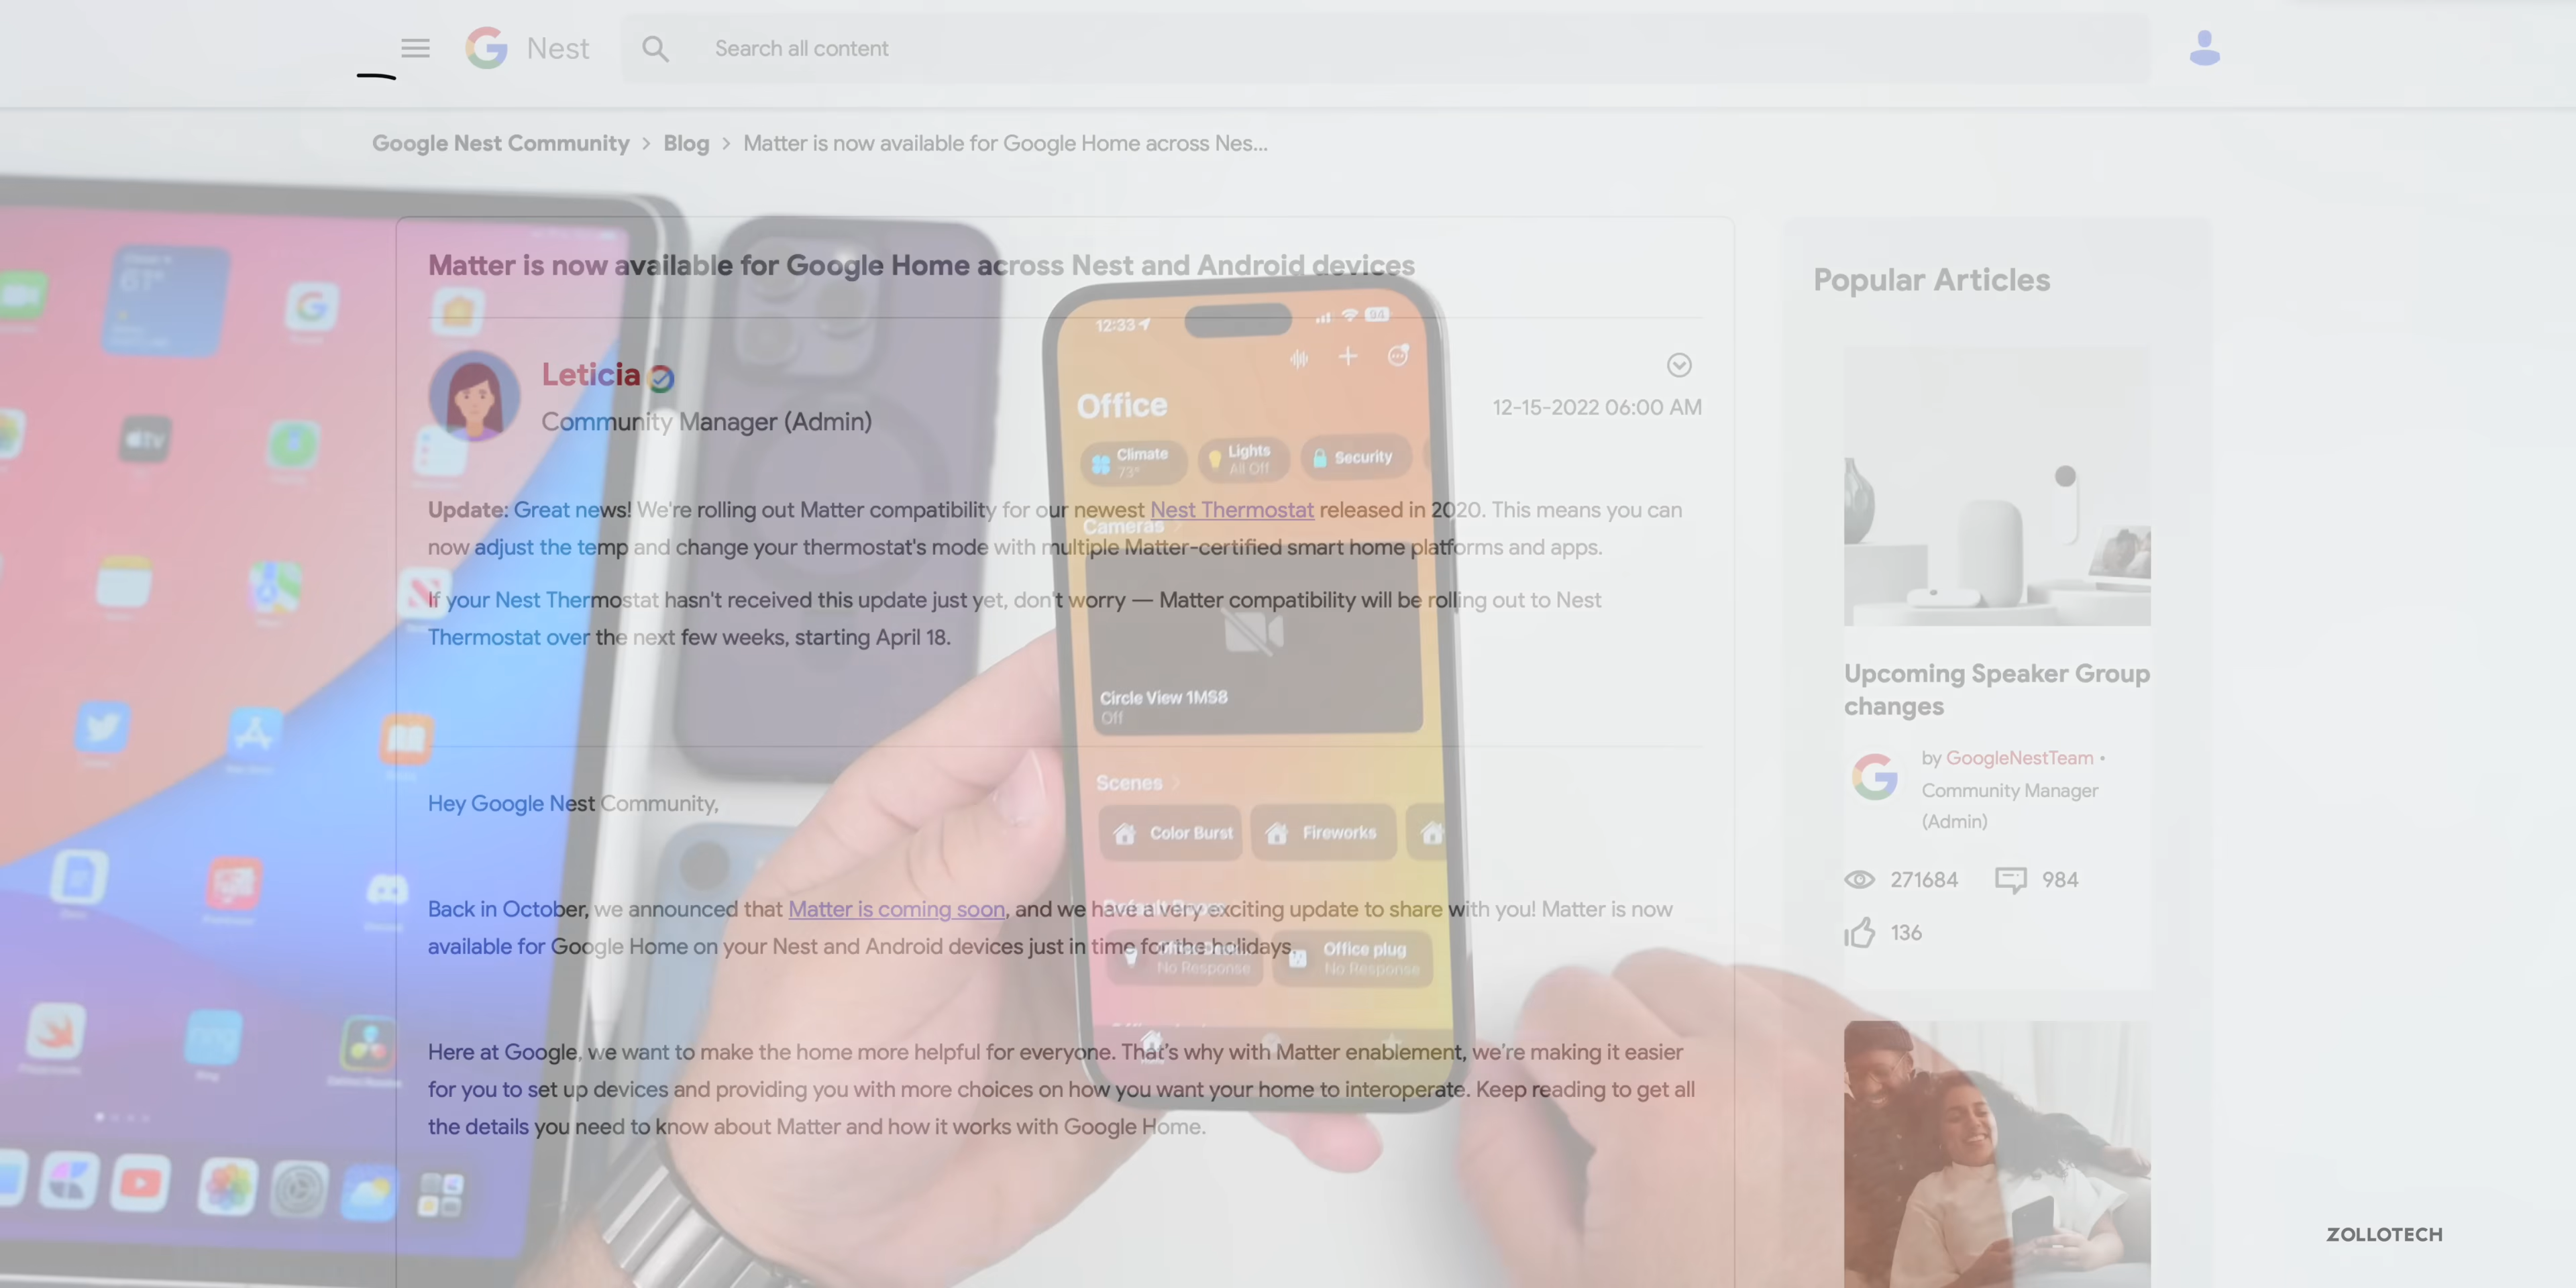 Nest
Search all content
Google Nest Community > Blog > Matter is now available for Google Home across Nes...
Matter is now available for Google Home across Nest and Android devices
Leticia
Community Manager (Admin)
12-15-2022 06:00 AM
Update: Great news! We're rolling out Matter compatibility for our newest Nest Thermostat released in 2020. This means you can
now adjust the temp and change your thermostat's mode with multiple Matter-certified smart home platforms and apps.
If your Nest Thermostat hasn't received this update just yet, don't worry — Matter compatibility will be rolling out to Nest
Thermostat over the next few weeks, starting April 18.
Hey Google Nest Community,
Back in October, we announced that Matter is coming soon, and we have a very exciting update to share with you! Matter is now
available for Google Home on your Nest and Android devices just in time for the holidays.
Here at Google, we want to make the home more helpful for everyone. That's why with Matter enablement, we're making it easier
for you to set up devices and providing you with more choices on how you want your home to interoperate. Keep reading to get all
the details you need to know about Matter and how it works with Google Home.
Popular Articles
Upcoming Speaker Group
changes
by GoogleNestTeam •
Community Manager
(Admin)
271684 984
136
12:33
94
Office
Climate
73°
Lights
All Off
Security
Cameras >
Circle View 1MS8
Off
Scenes >
Color Burst
Fireworks
No Response
Office plug
No Response
tv
ZOLLOTECH